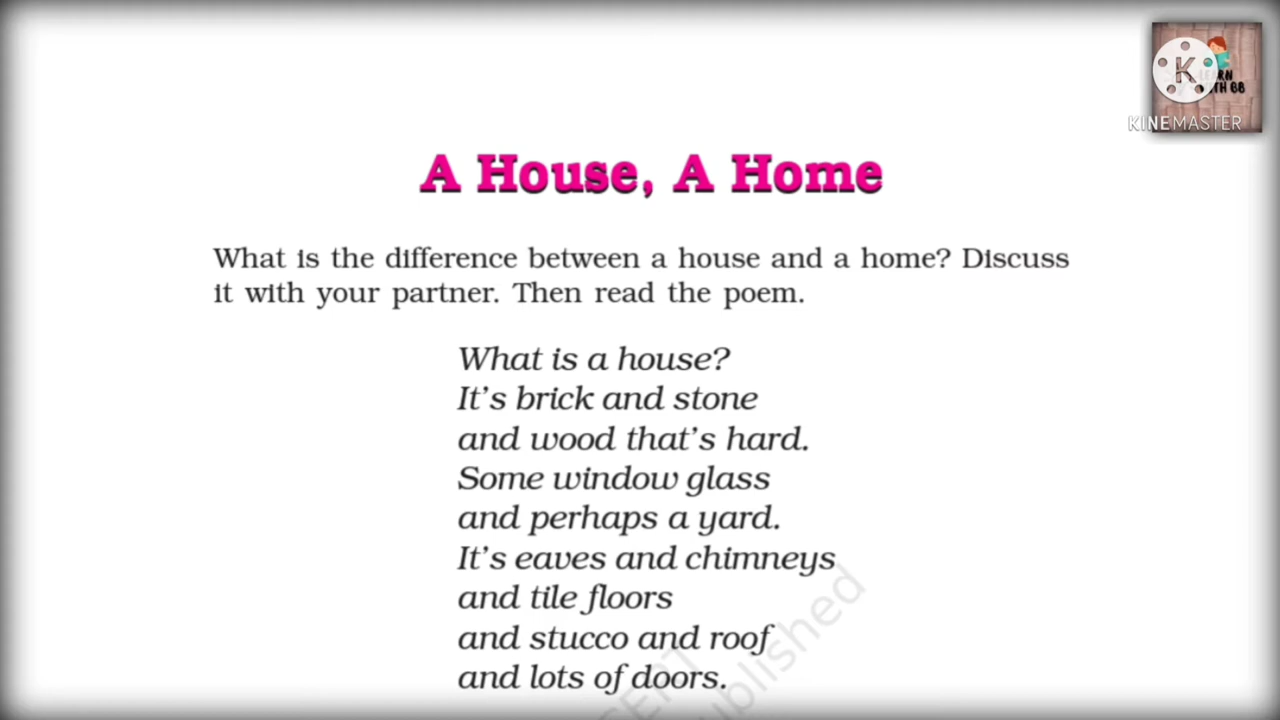 KINEMASTER
A House, A Home
What is the difference between a house and a home? Discuss
it with your partner. Then read the poem.
What is a house?
It's brick and stone
and wood that's hard.
Some window glass
and perhaps a yard.
It's eaves and chimneys
and tile floors
and stucco and roof
and lots of doors.